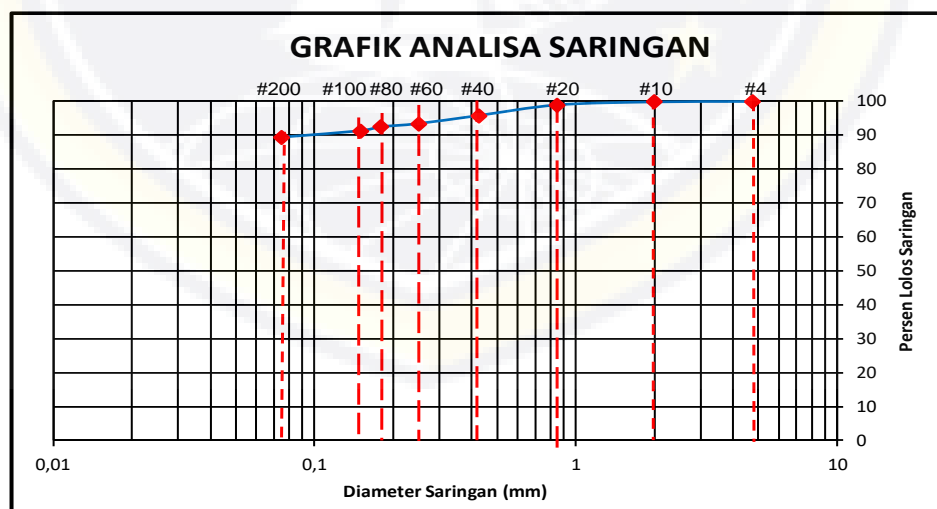 GRAFIK ANALISA SARINGAN
#200 #100 #80 #60 #40 #20 #10 #4
100
90
80
70
60
50
40
30
20
10
0
Persen Lolos Saringan
0,01 0,1 1 10
Diameter Saringan (mm)